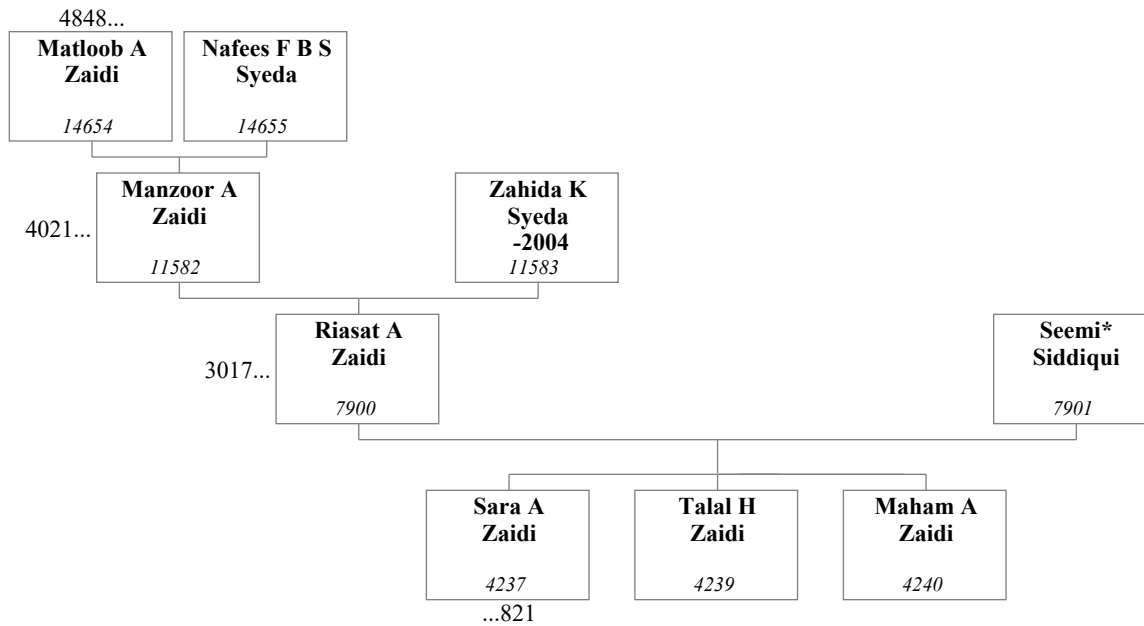 4848...
Matloob A
Zaidi
14654
Nafees F B S
Syeda
14655
4021...
Manzoor A
Zaidi
11582
Zahida K
Syeda
-2004
11583
3017...
Riasat A
Zaidi
7900
Seemi*
Siddiqui
7901
Sara A
Zaidi
4237
Talal H
Zaidi
4239
Maham A
Zaidi
4240
...821